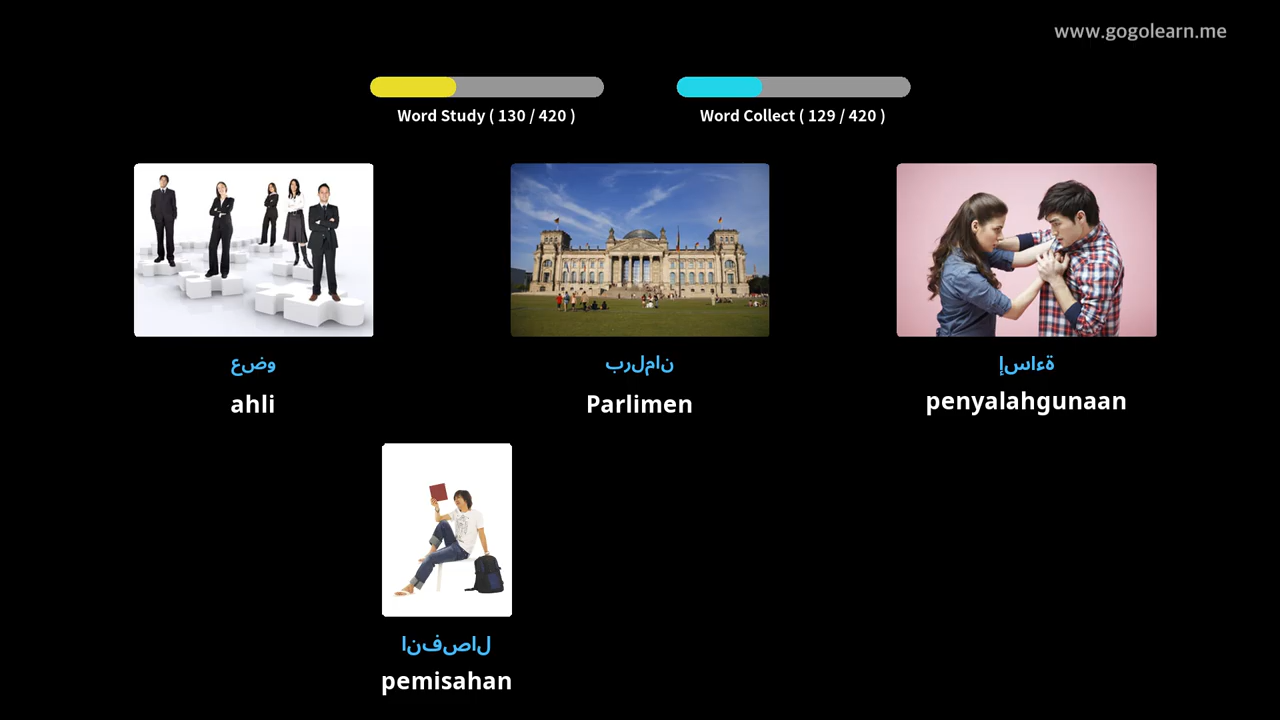 www.gogolearn.me
Word Study ( 130 / 420 )
Word Collect ( 129 / 420 )
عضو
ahli
برلمان
Parlimen
إساءة
penyalahgunaan
انفصال
pemisahan